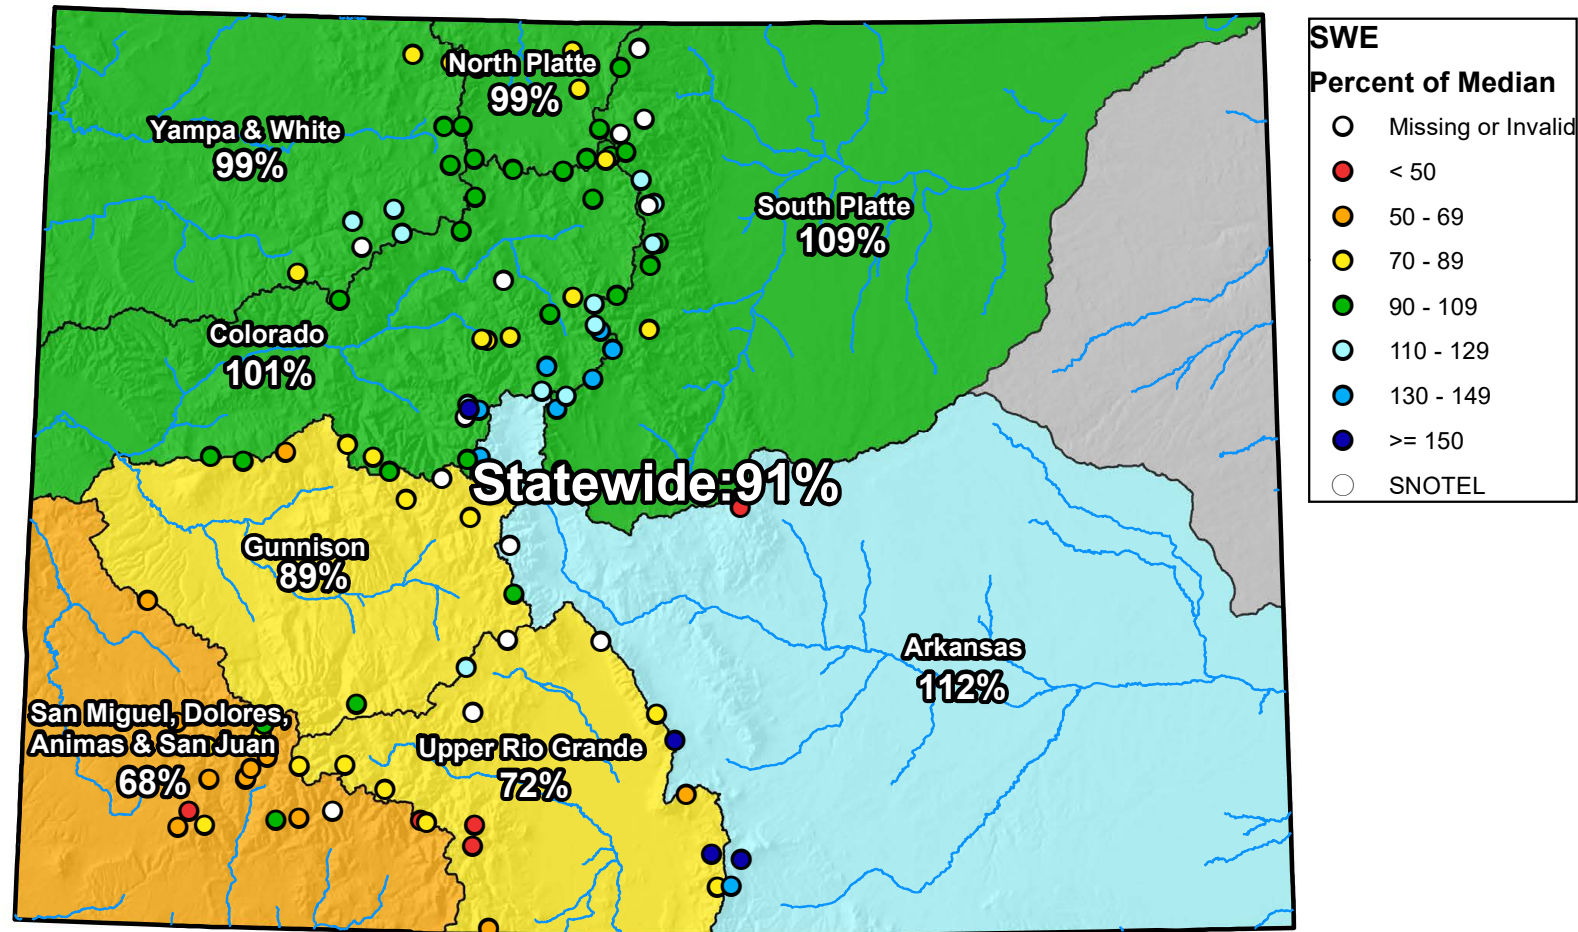 North Platte
99%
Yampa & White
99%
South Platte
109%
Colorado
101%
Statewide:91%
Gunnison
89%
Arkansas
112%
San Miguel, Dolores,
Animas & San Juan
68%
Upper Rio Grande
72%
SWE
Percent of Median
Missing or Invalid
< 50
50 - 69
70 - 89
90 - 109
110 - 129
130 - 149
>= 150
SNOTEL